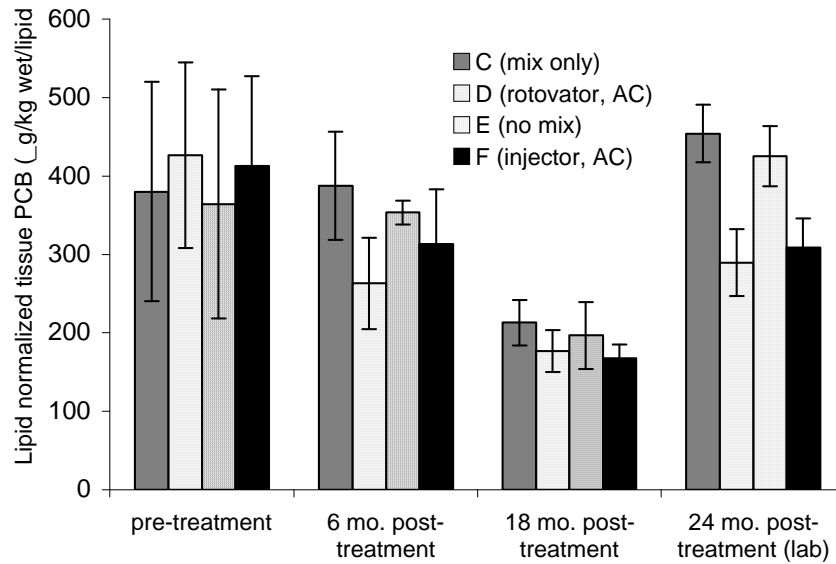 Lipid normalized tissue PCB (_g/kg wet/lipid
600
500
400
300
200
100
0
C (mix only)
D (rotovator, AC)
E (no mix)
F (injector, AC)
pre-treatment
6 mo. post-
treatment
18 mo. post-
treatment
24 mo. post-
treatment (lab)